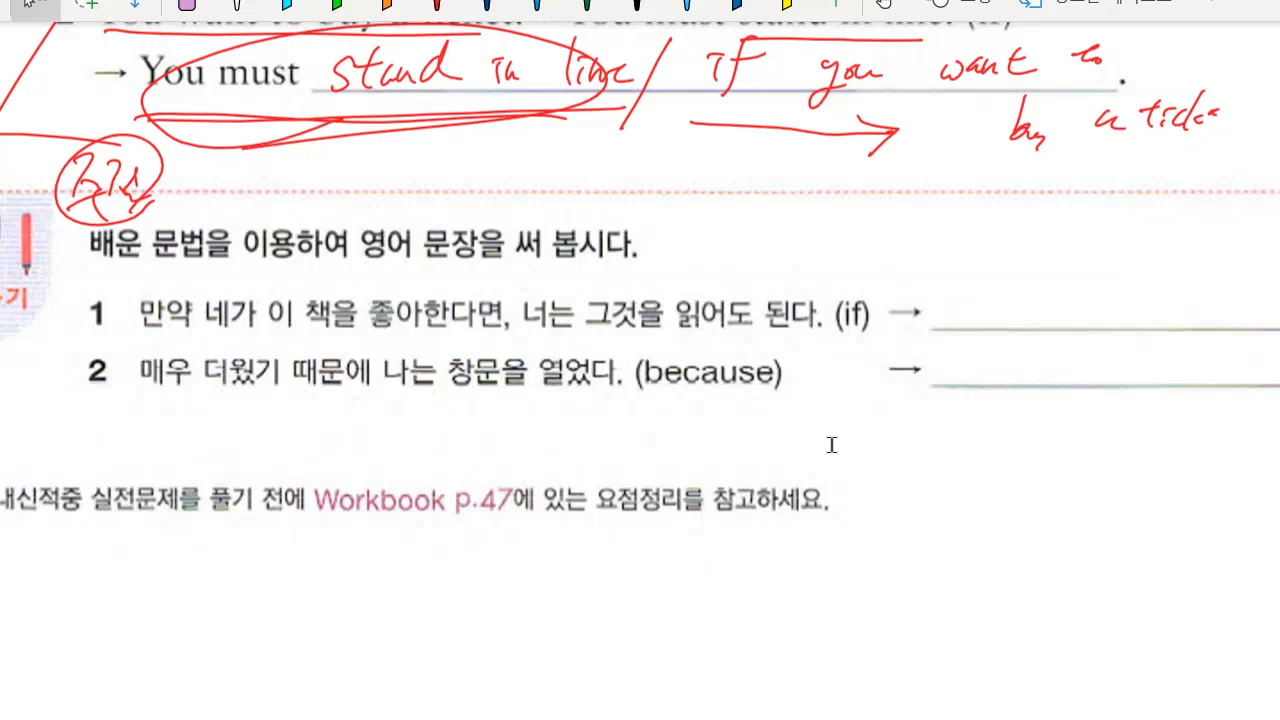 → You must stand in line / if you want to .
a
주절
배운 문법을 이용하여 영어 문장을 써 봅시다.
기
1 만약 네가 이 책을 좋아한다면, 너는 그것을 읽어도 된다. (if) →
2 매우 더웠기 때문에 나는 창문을 열었다. (because) →
내신적중 실전문제를 풀기 전에 Workbook p.47에 있는 요점정리를 참고하세요.